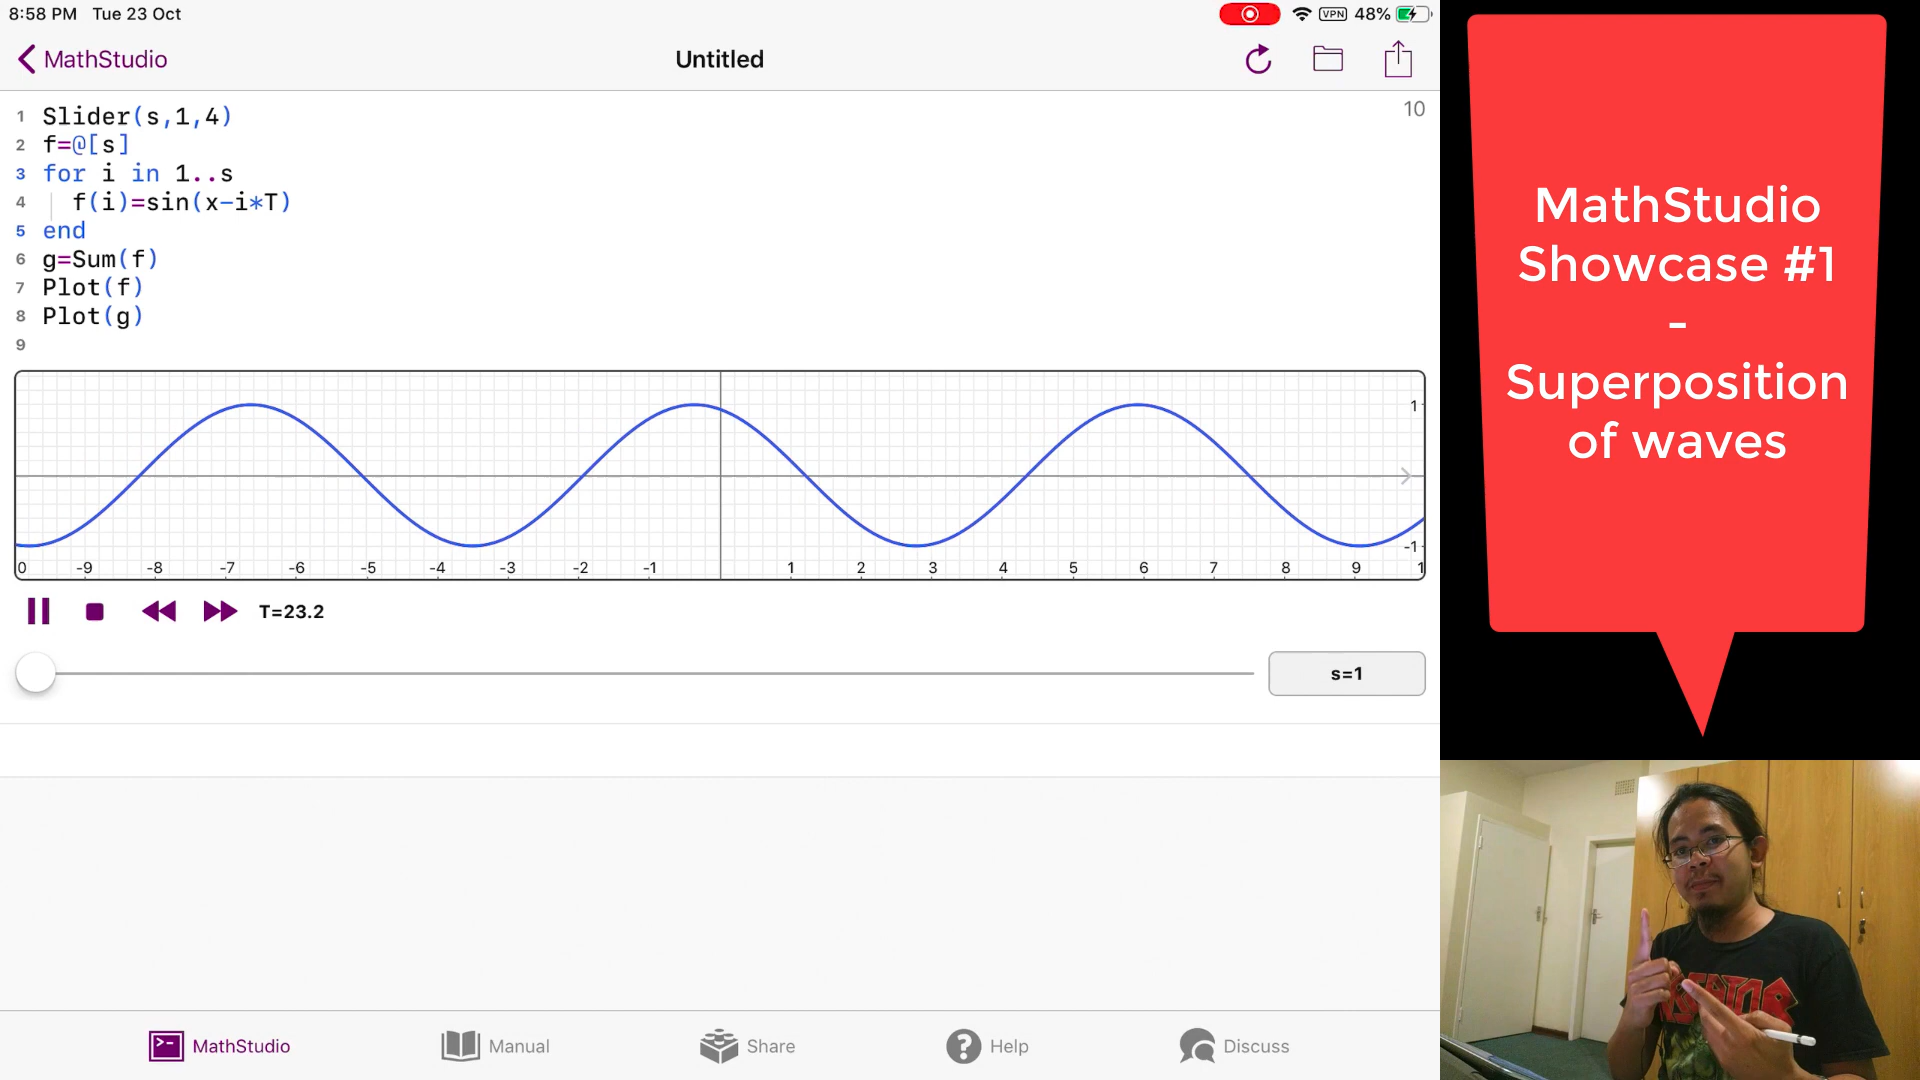 8:58 PM Tue 23 Oct
VPN 48%
MathStudio
Untitled
10
1 Slider(s,1,4)
2 f=@[s]
3 for i in 1..s
4 f(i)=sin(x-i*T)
5 end
6 g=Sum(f)
7 Plot(f)
8 Plot(g)
9
1
-1
0 -9 -8 -7 -6 -5 -4 -3 -2 -1 1 2 3 4 5 6 7 8 9 1
T=23.2
s=1
MathStudio
Manual
Share
Help
Discuss
MathStudio
Showcase #1
-
Superposition
of waves
KREATOR